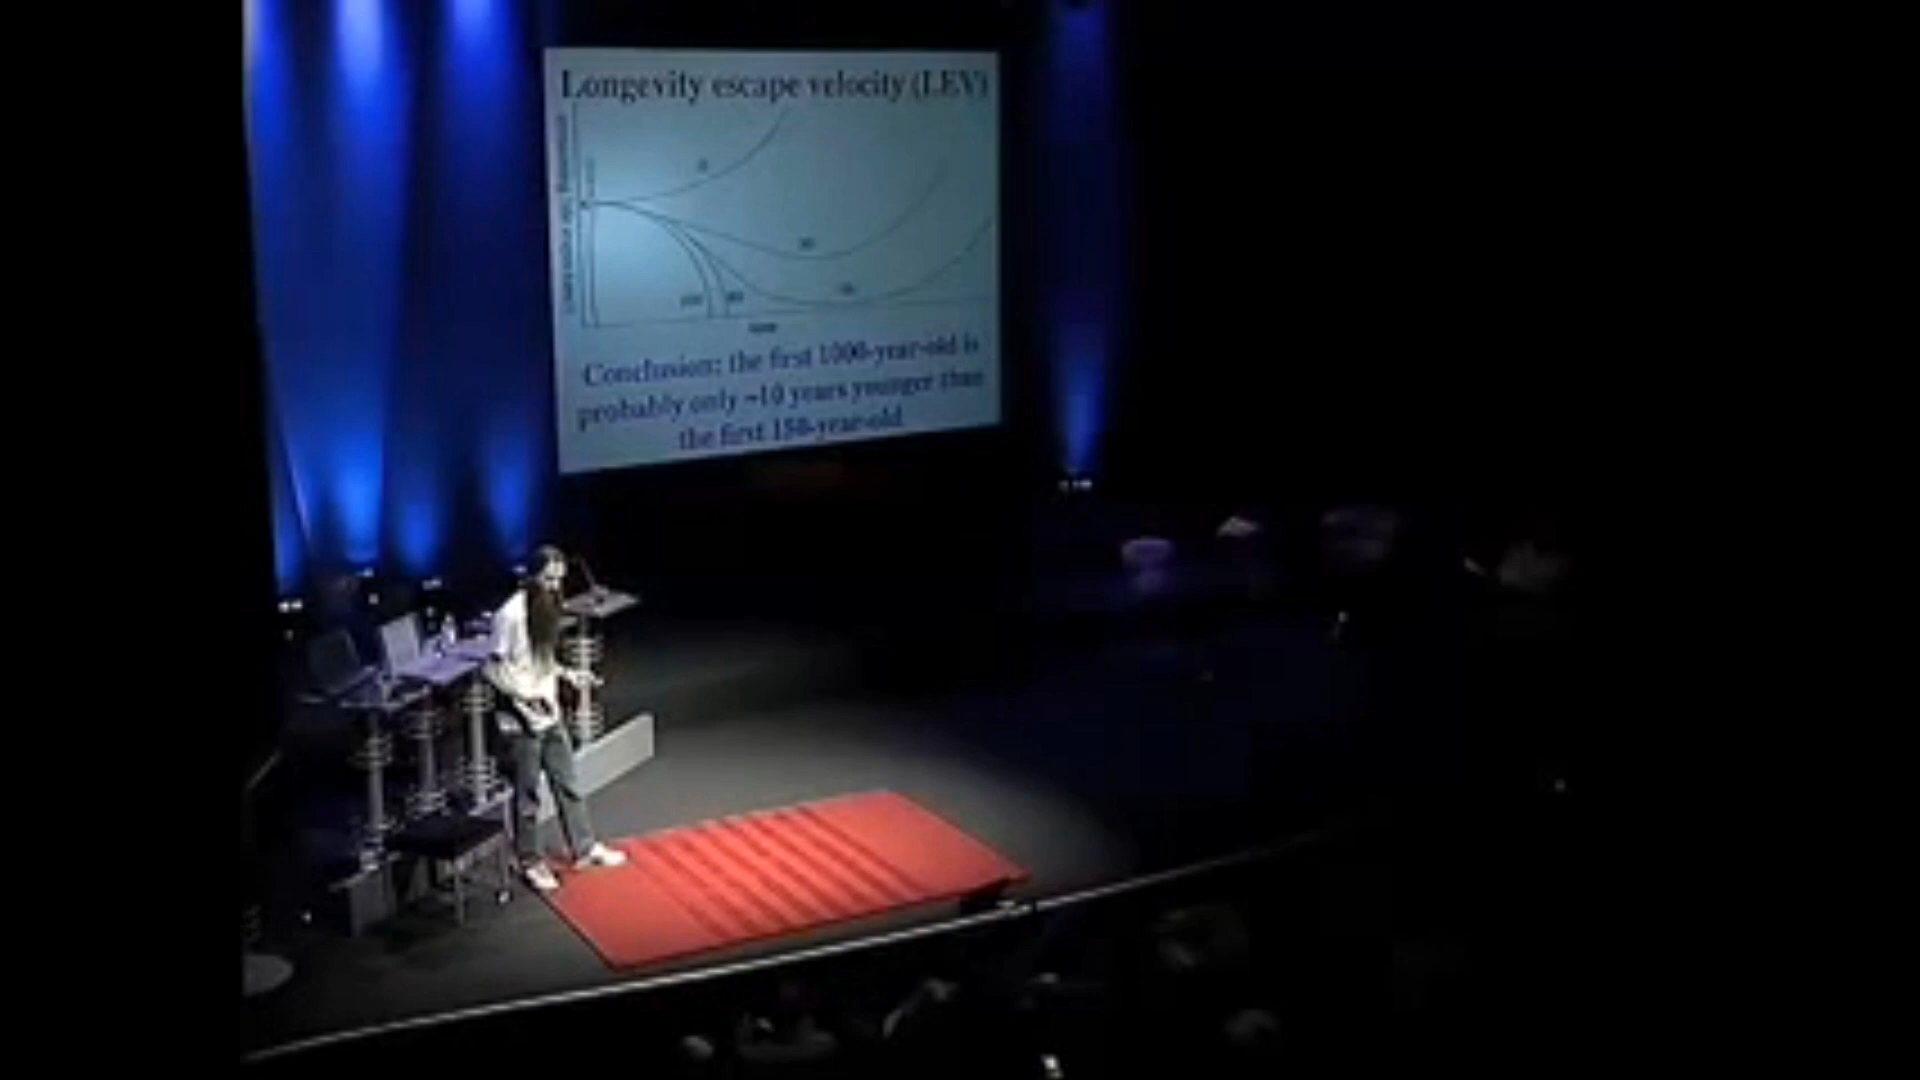 Longevity escape velocity (LEV)
Conclusion: the first 1000-year-old is
probably only ~10 years younger than
the first 150-year-old